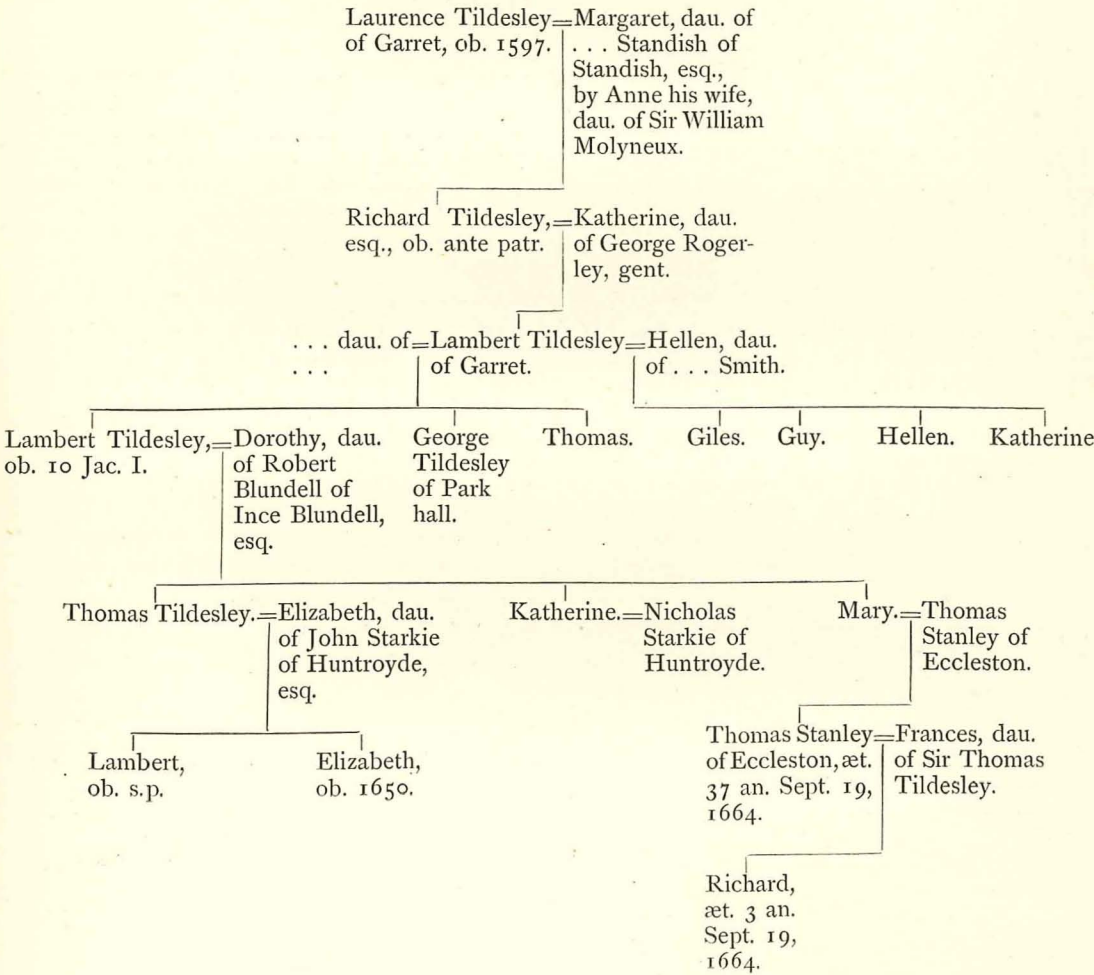 Laurence Tildesley=Margaret, dau. of
of Garret, ob. 1597.
. . . Standish of
Standish, esq.,
by Anne his wife,
dau. of Sir William
Molyneux.
Richard Tildesley,=Katherine, dau.
esq., ob. ante patr.
of George Roger-
ley, gent.
. . . dau. of=Lambert Tildesley=Hellen, dau.
. . .
of Garret.
of . . . Smith.
Lambert Tildesley,=Dorothy, dau.
ob. 10 Jac. I.
of Robert
Blundell of
Ince Blundell,
esq.
George
Tildesley
of Park
hall.
Thomas.
Giles.
Guy.
Hellen.
Katherine
Thomas Tildesley.=Elizabeth, dau.
of John Starkie
of Huntroyde,
esq.
Katherine.=Nicholas
Starkie of
Huntroyde.
Mary.=Thomas
Stanley of
Eccleston.
Lambert,
ob. s.p.
Elizabeth,
ob. 1650.
Thomas Stanley=Frances, dau.
of Eccleston, æt.
37 an. Sept. 19,
1664.
of Sir Thomas
Tildesley.
Richard,
æt. 3 an.
Sept. 19,
1664.